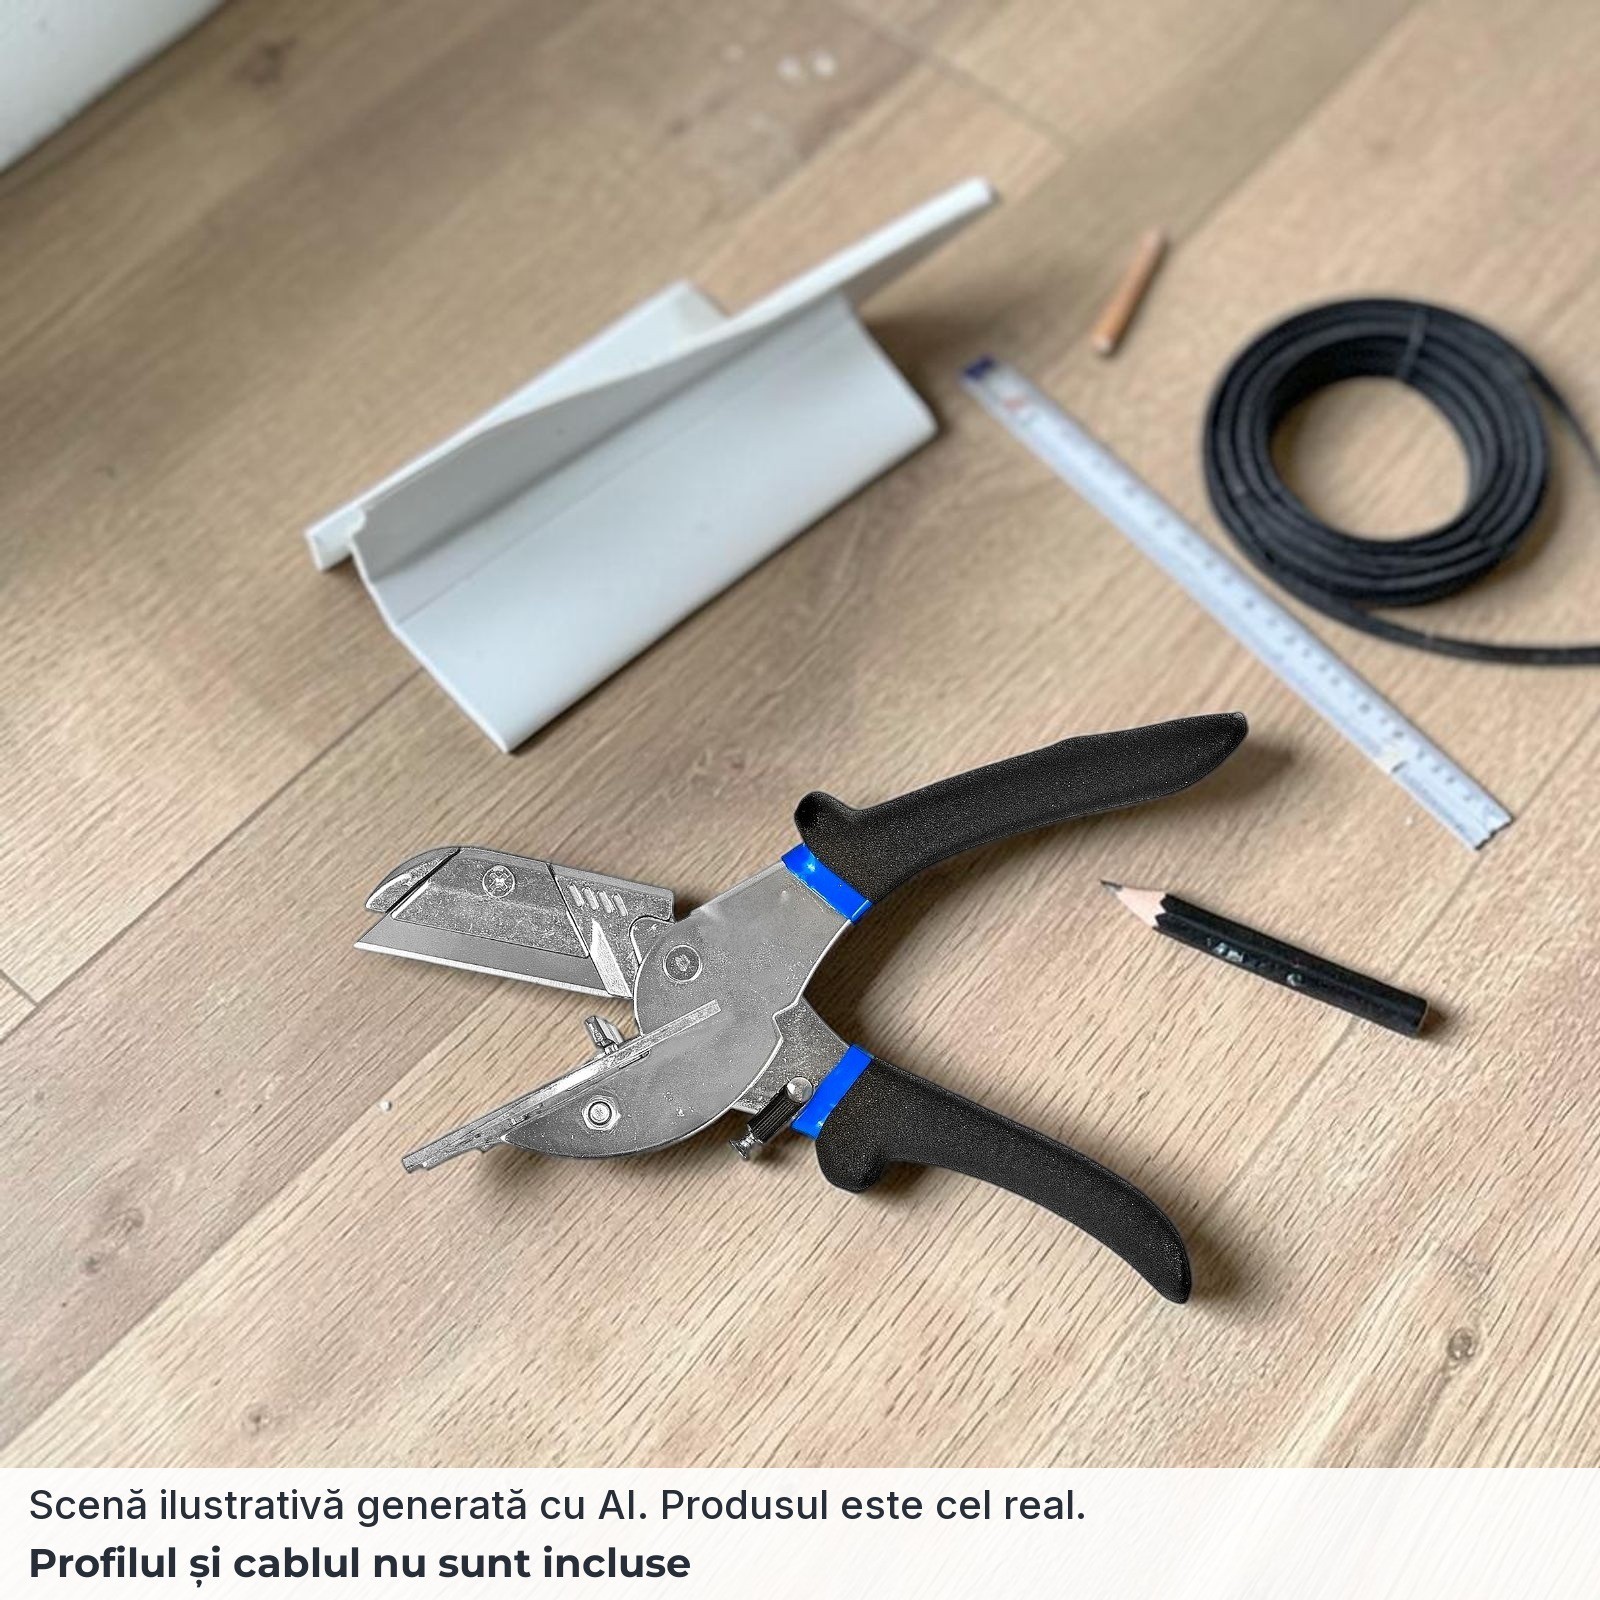 Scenă ilustrativă generată cu AI. Produsul este cel real.
Profilul și cablul nu sunt incluse